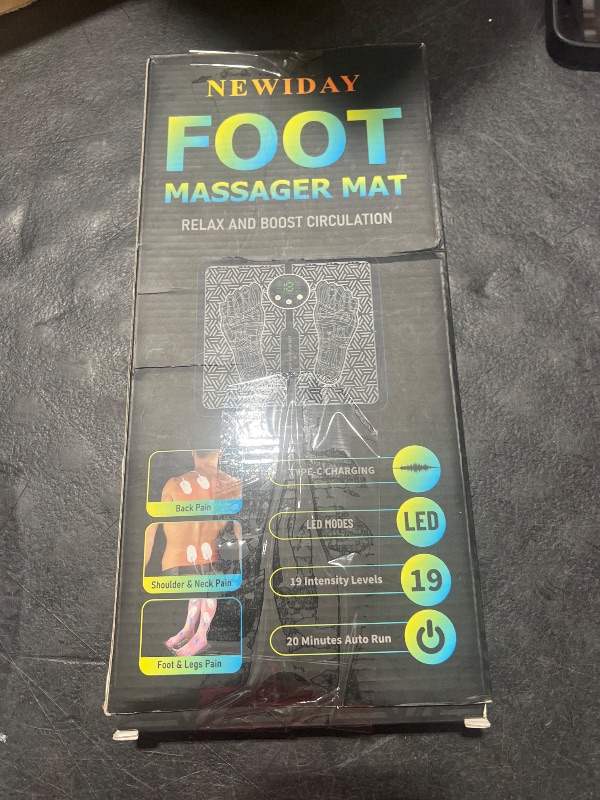 NEWIDAY
FOOT
MASSAGER MAT
RELAX AND BOOST CIRCULATION
Back Pain
Shoulder & Neck Pain
Foot & Legs Pain
TYPE-C CHARGING
LED MODES
LED
19 Intensity Levels
19
20 Minutes Auto Run